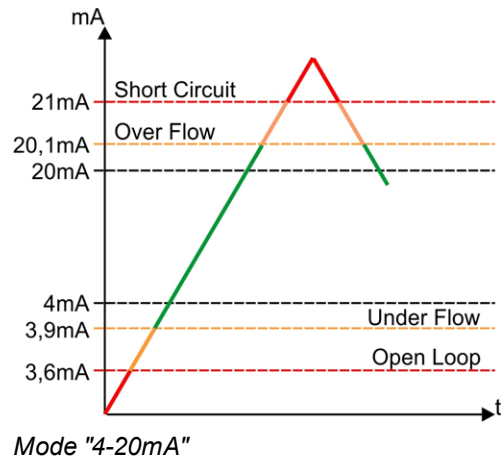 mA
Short Circuit
21mA
Over Flow
20,1mA
20mA
4mA
Under Flow
3,9mA
Open Loop
3,6mA
t
Mode "4-20mA"